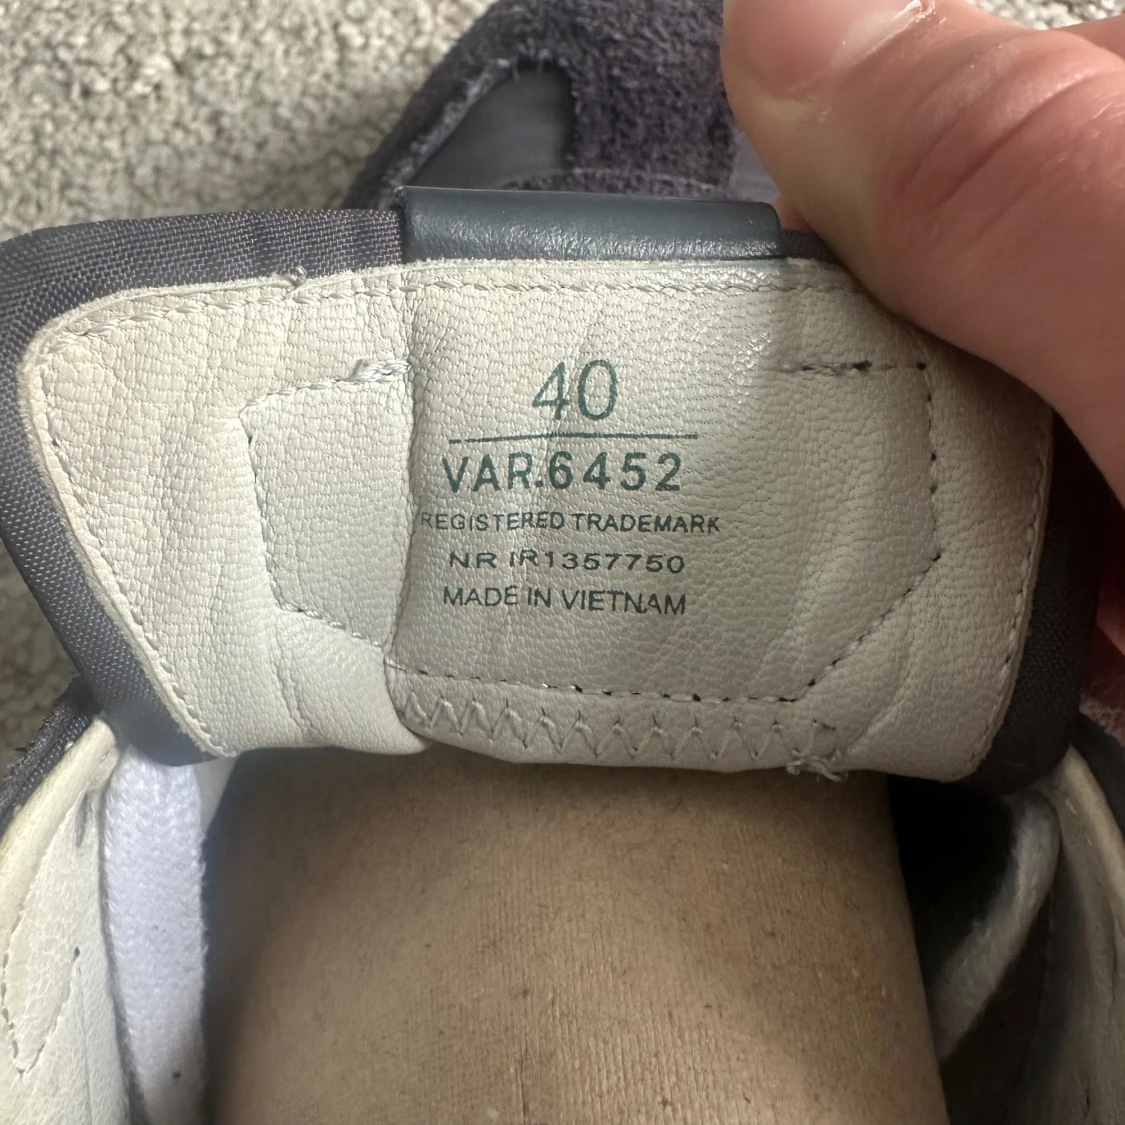 40
VAR.6452
REGISTERED TRADEMARK
NR IR1357750
MADE IN VIETNAM